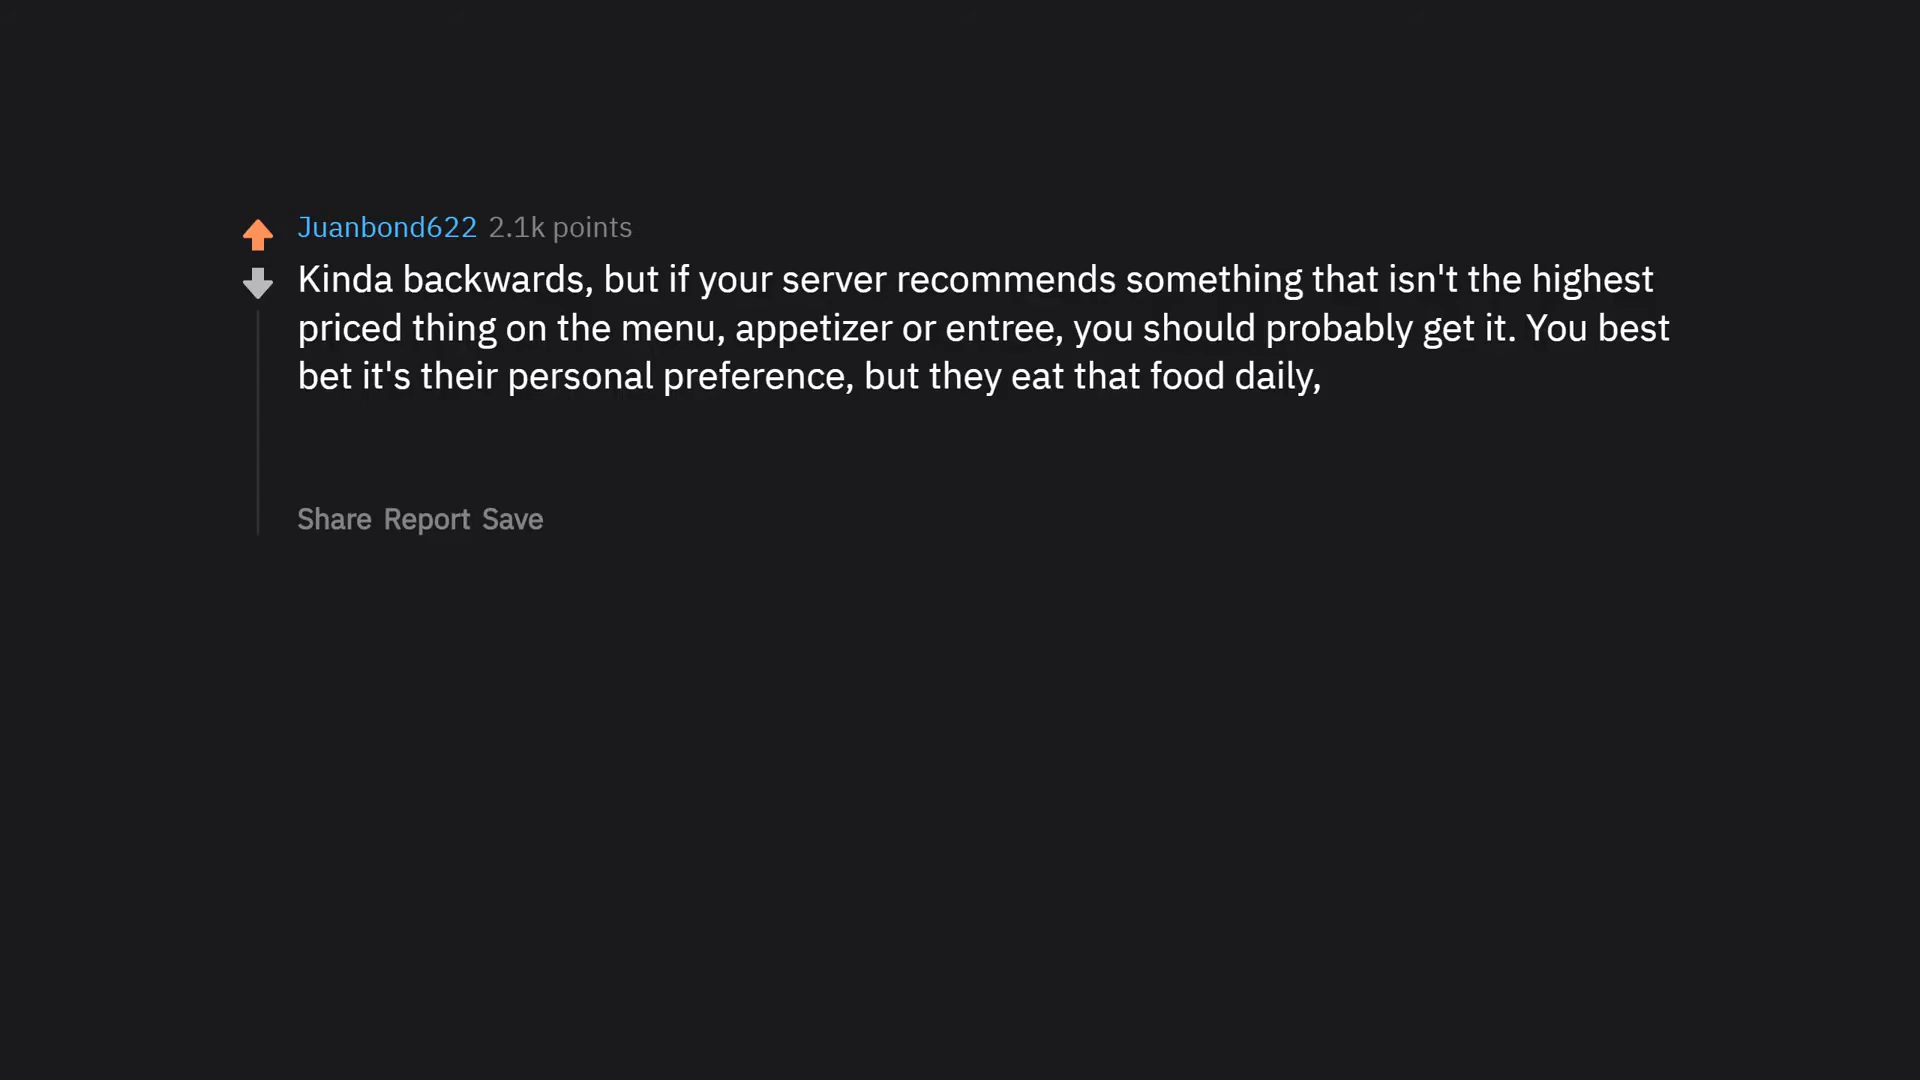 Juanbond622 2.1k points
Kinda backwards, but if your server recommends something that isn't the highest
priced thing on the menu, appetizer or entree, you should probably get it. You best
bet it's their personal preference, but they eat that food daily,
Share Report Save